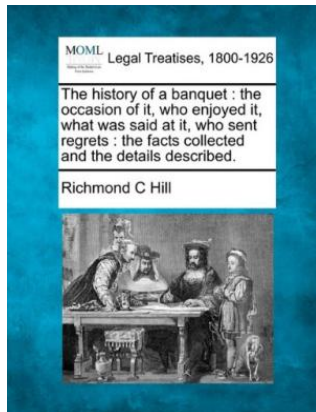 MOML
Legal Treatises, 1800-1926
The history of a banquet : the
occasion of it, who enjoyed it,
what was said at it, who sent
regrets : the facts collected
and the details described.
Richmond C Hill